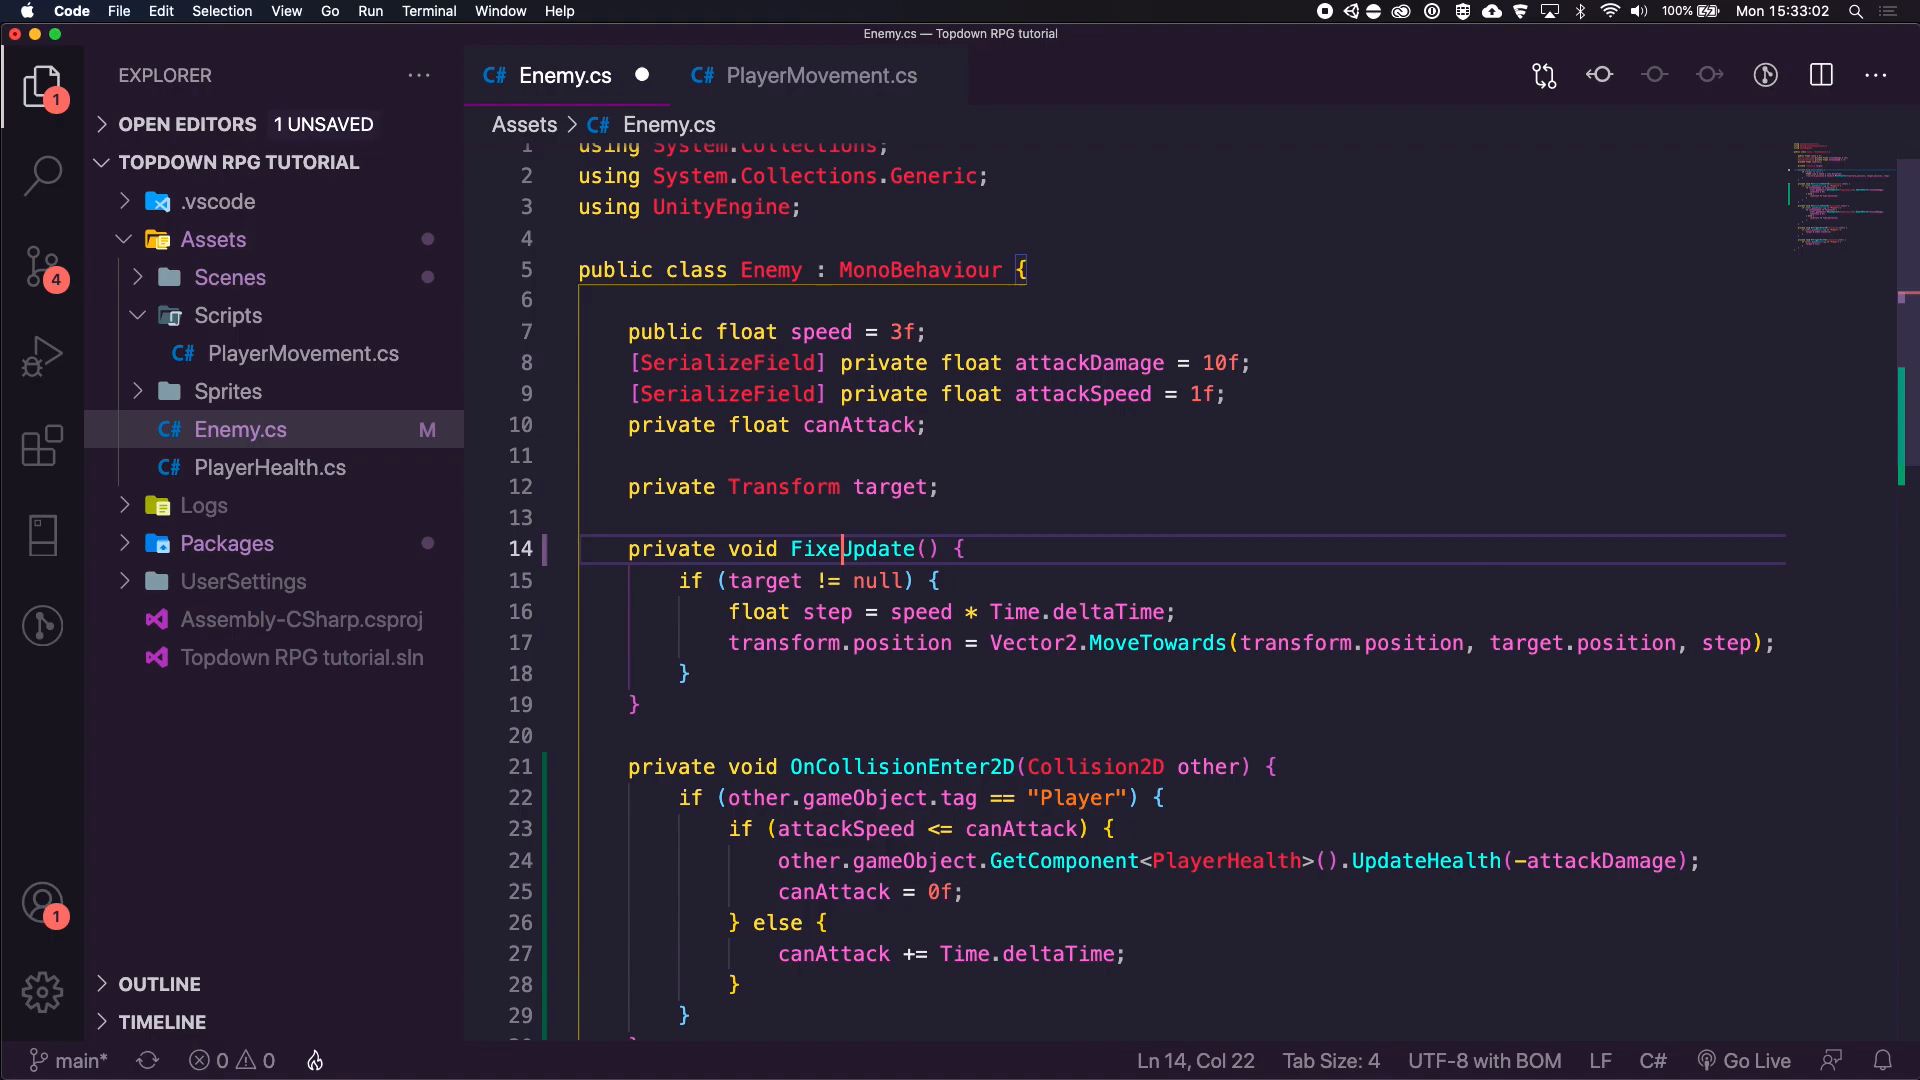 Code File Edit Selection View Go Run Terminal Window Help 100% Mon 15:33:02
Enemy.cs — Topdown RPG tutorial
EXPLORER
Enemy.cs PlayerMovement.cs
OPEN EDITORS 1 UNSAVED
TOPDOWN RPG TUTORIAL
.vscode
Assets
Scenes
Scripts
PlayerMovement.cs
Sprites
Enemy.cs M
PlayerHealth.cs
Logs
Packages
UserSettings
Assembly-CSharp.csproj
Topdown RPG tutorial.sln
OUTLINE
TIMELINE
1
4
1
Assets > Enemy.cs
1 using System.Collections;
2 using System.Collections.Generic;
3 using UnityEngine;
4
5 public class Enemy : MonoBehaviour {
6
7 public float speed = 3f;
8 [SerializeField] private float attackDamage = 10f;
9 [SerializeField] private float attackSpeed = 1f;
10 private float canAttack;
11
12 private Transform target;
13
14 private void FixeUpdate() {
15 if (target != null) {
16 float step = speed * Time.deltaTime;
17 transform.position = Vector2.MoveTowards(transform.position, target.position, step);
18 }
19 }
20
21 private void OnCollisionEnter2D(Collision2D other) {
22 if (other.gameObject.tag == "Player") {
23 if (attackSpeed <= canAttack) {
24 other.gameObject.GetComponent<PlayerHealth>().UpdateHealth(-attackDamage);
25 canAttack = 0f;
26 } else {
27 canAttack += Time.deltaTime;
28 }
29 }
main* 0 0 Ln 14, Col 22 Tab Size: 4 UTF-8 with BOM LF C# Go Live